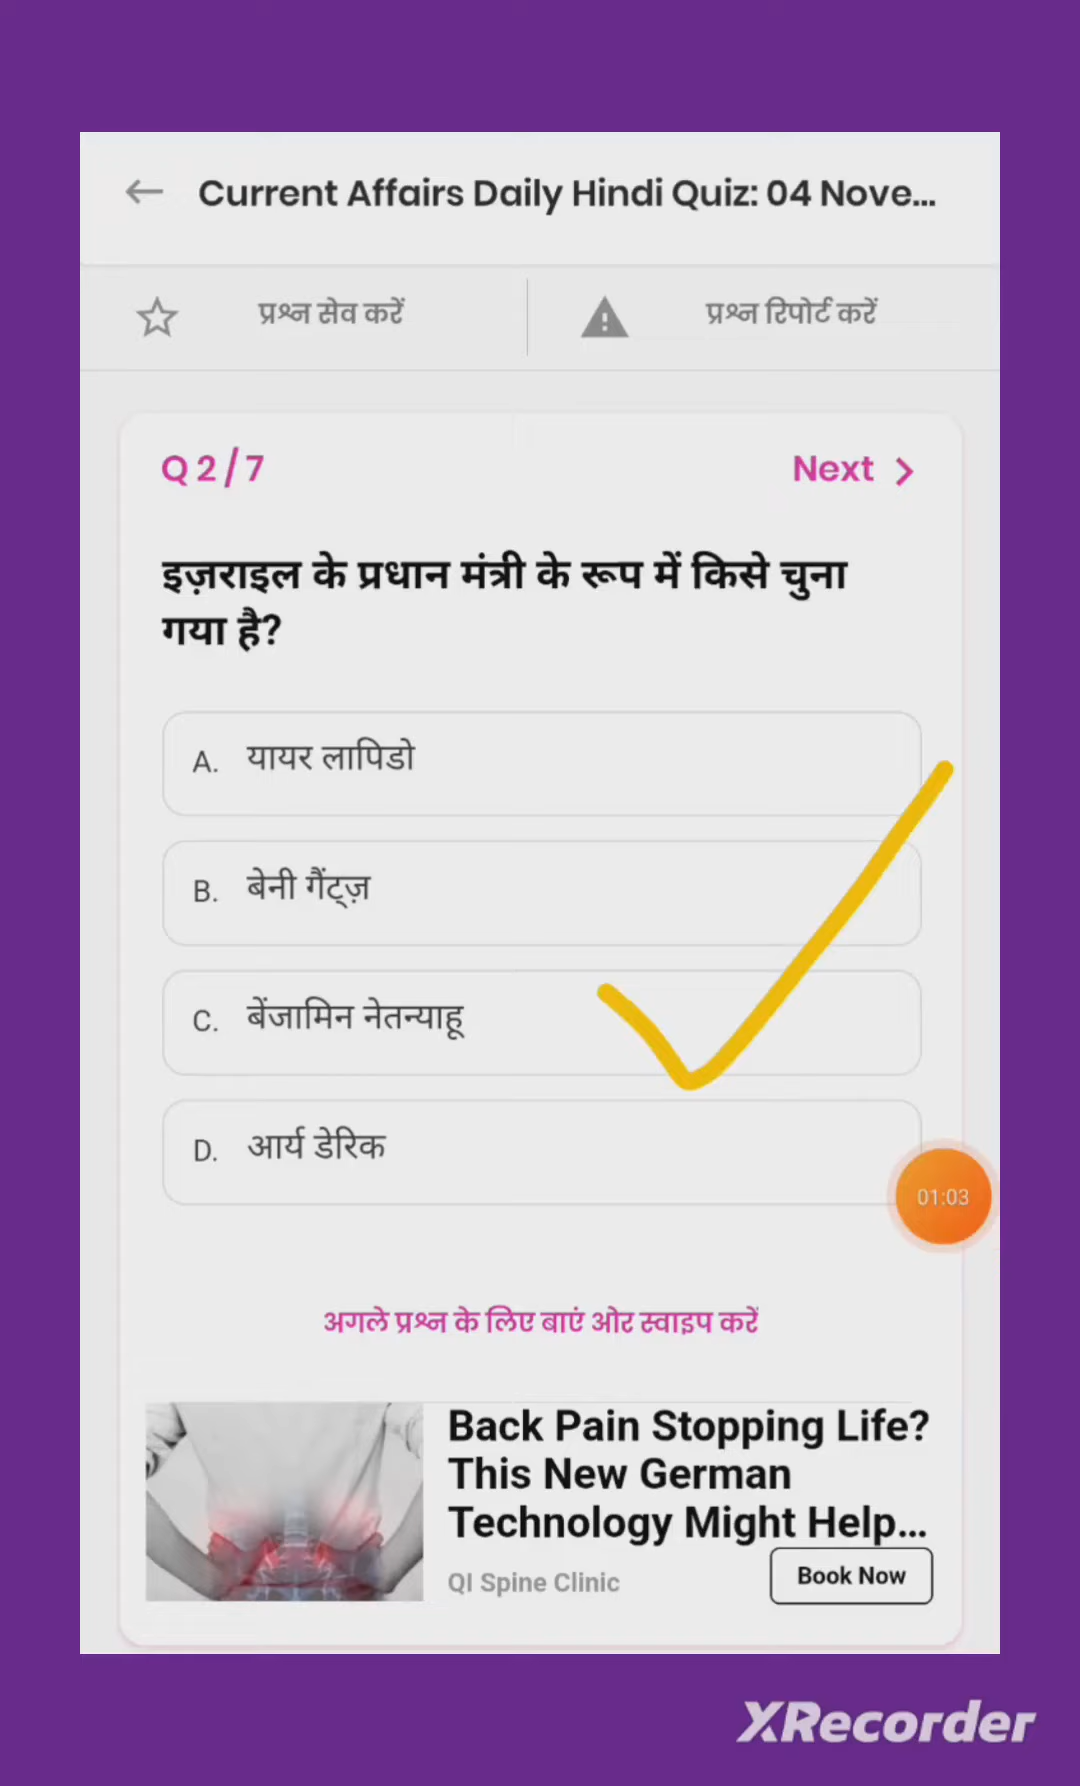 Current Affairs Daily Hindi Quiz: 04 Nove...
प्रश्न सेव करें
प्रश्न रिपोर्ट करें
Q 2 / 7
Next
इज़राइल के प्रधान मंत्री के रूप में किसे चुना
गया है?
A. यायर लापिडो
B. बेनी गैंट्ज़
C. बेंजामिन नेतन्याहू
D. आर्य डेरिक
01:03
अगले प्रश्न के लिए बाएं ओर स्वाइप करें
Back Pain Stopping Life?
This New German
Technology Might Help...
QI Spine Clinic
Book Now
XRecorder